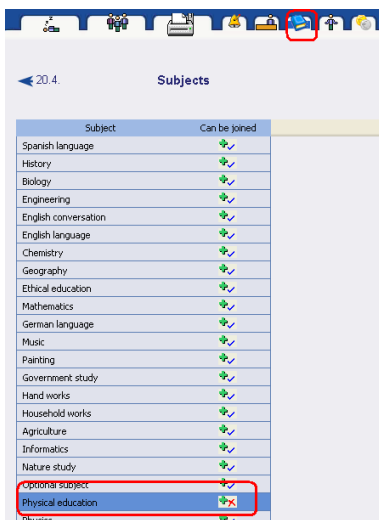 20.4. Subjects
Subject Can be joined
Spanish language
History
Biology
Engineering
English conversation
English language
Chemistry
Geography
Ethical education
Mathematics
German language
Music
Painting
Government study
Hand works
Household works
Agriculture
Informatics
Nature study
Optional subject
Physical education
Physics